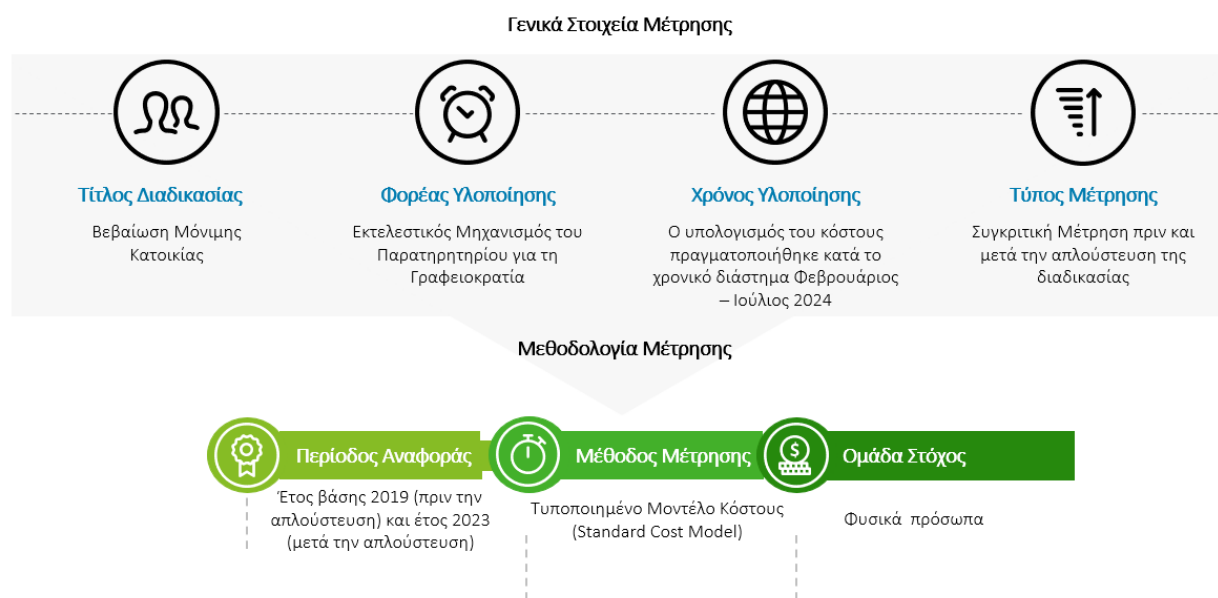 Γενικά Στοιχεία Μέτρησης
Τίτλος Διαδικασίας
Βεβαίωση Μόνιμης
Κατοικίας
Φορέας Υλοποίησης
Εκτελεστικός Μηχανισμός του
Παρατηρητηρίου για τη
Γραφειοκρατία
Χρόνος Υλοποίησης
Ο υπολογισμός του κόστους
πραγματοποιήθηκε κατά το
χρονικό διάστημα Φεβρουάριος
– Ιούλιος 2024
Τύπος Μέτρησης
Συγκριτική Μέτρηση πριν και
μετά την απλούστευση της
διαδικασίας
Μεθοδολογία Μέτρησης
Περίοδος Αναφοράς
Έτος βάσης 2019 (πριν την
απλούστευση) και έτος 2023
(μετά την απλούστευση)
Μέθοδος Μέτρησης
Τυποποιημένο Μοντέλο Κόστους
(Standard Cost Model)
$
Ομάδα Στόχος
Φυσικά πρόσωπα